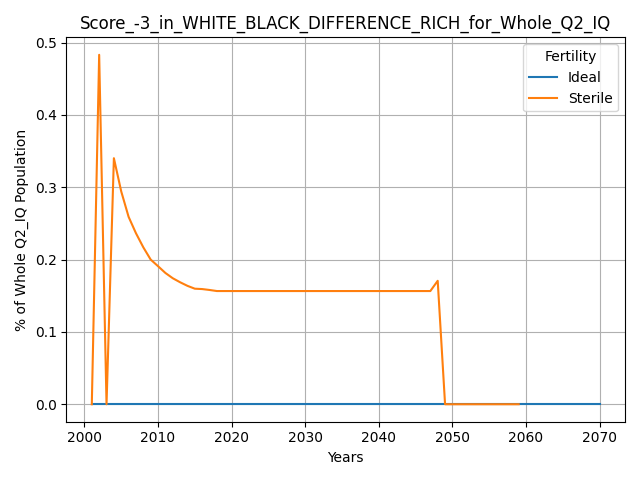 Score_-3_in_WHITE_BLACK_DIFFERENCE_RICH_for_Whole_Q2_IQ
Fertility
Ideal
Sterile
% of Whole Q2_IQ Population
0.5
0.4
0.3
0.2
0.1
0.0
2000 2010 2020 2030 2040 2050 2060 2070
Years